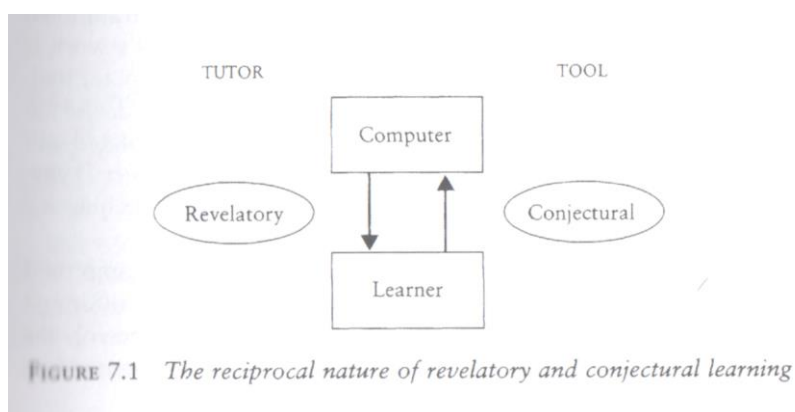 TUTOR TOOL
Computer
Revelatory Conjectural
Learner
FIGURE 7.1 The reciprocal nature of revelatory and conjectural learning